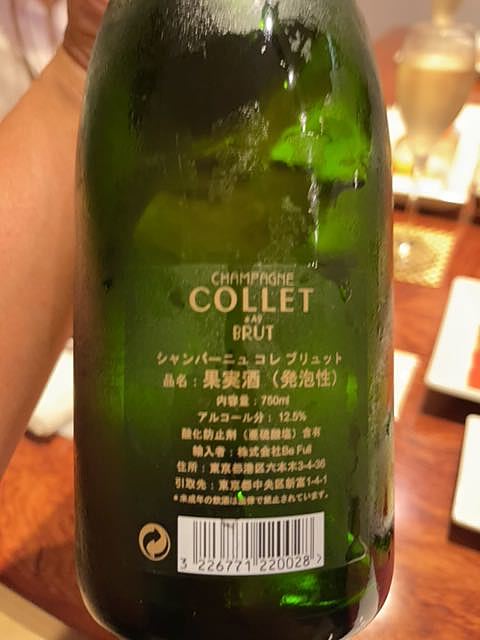 CHAMPAGNE
COLLET
BRUT
シャンパーニュ コレ ブリュット
品名：果実酒（発泡性）
内容量：750ml
アルコール分：12.5%
酸化防止剤（亜硫酸塩）含有
輸入者：株式会社Be Full
住所：東京都港区六本木3-4-36
引取先：東京都中央区新富1-4-1
*未成年の飲酒は法律で禁止されています。
3 226771 220028 >